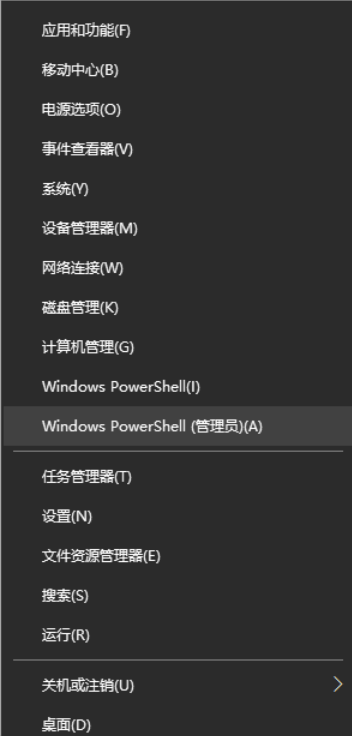 应用和功能(F)
移动中心(B)
电源选项(O)
事件查看器(V)
系统(Y)
设备管理器(M)
网络连接(W)
磁盘管理(K)
计算机管理(G)
Windows PowerShell(I)
Windows PowerShell (管理员)(A)
任务管理器(T)
设置(N)
文件资源管理器(E)
搜索(S)
运行(R)
关机或注销(U)
桌面(D)